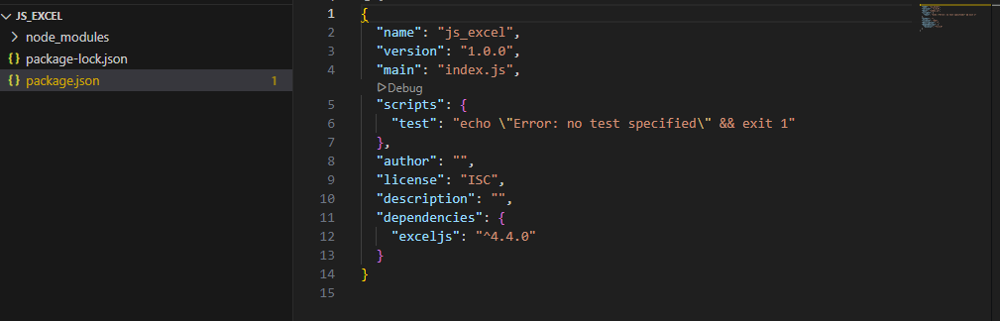 JS_EXCEL
node_modules
package-lock.json
package.json 1
1 {
2 "name": "js_excel",
3 "version": "1.0.0",
4 "main": "index.js",
Debug
5 "scripts": {
6 "test": "echo \"Error: no test specified\" && exit 1"
7 },
8 "author": "",
9 "license": "ISC",
10 "description": "",
11 "dependencies": {
12 "exceljs": "^4.4.0"
13 }
14 }
15